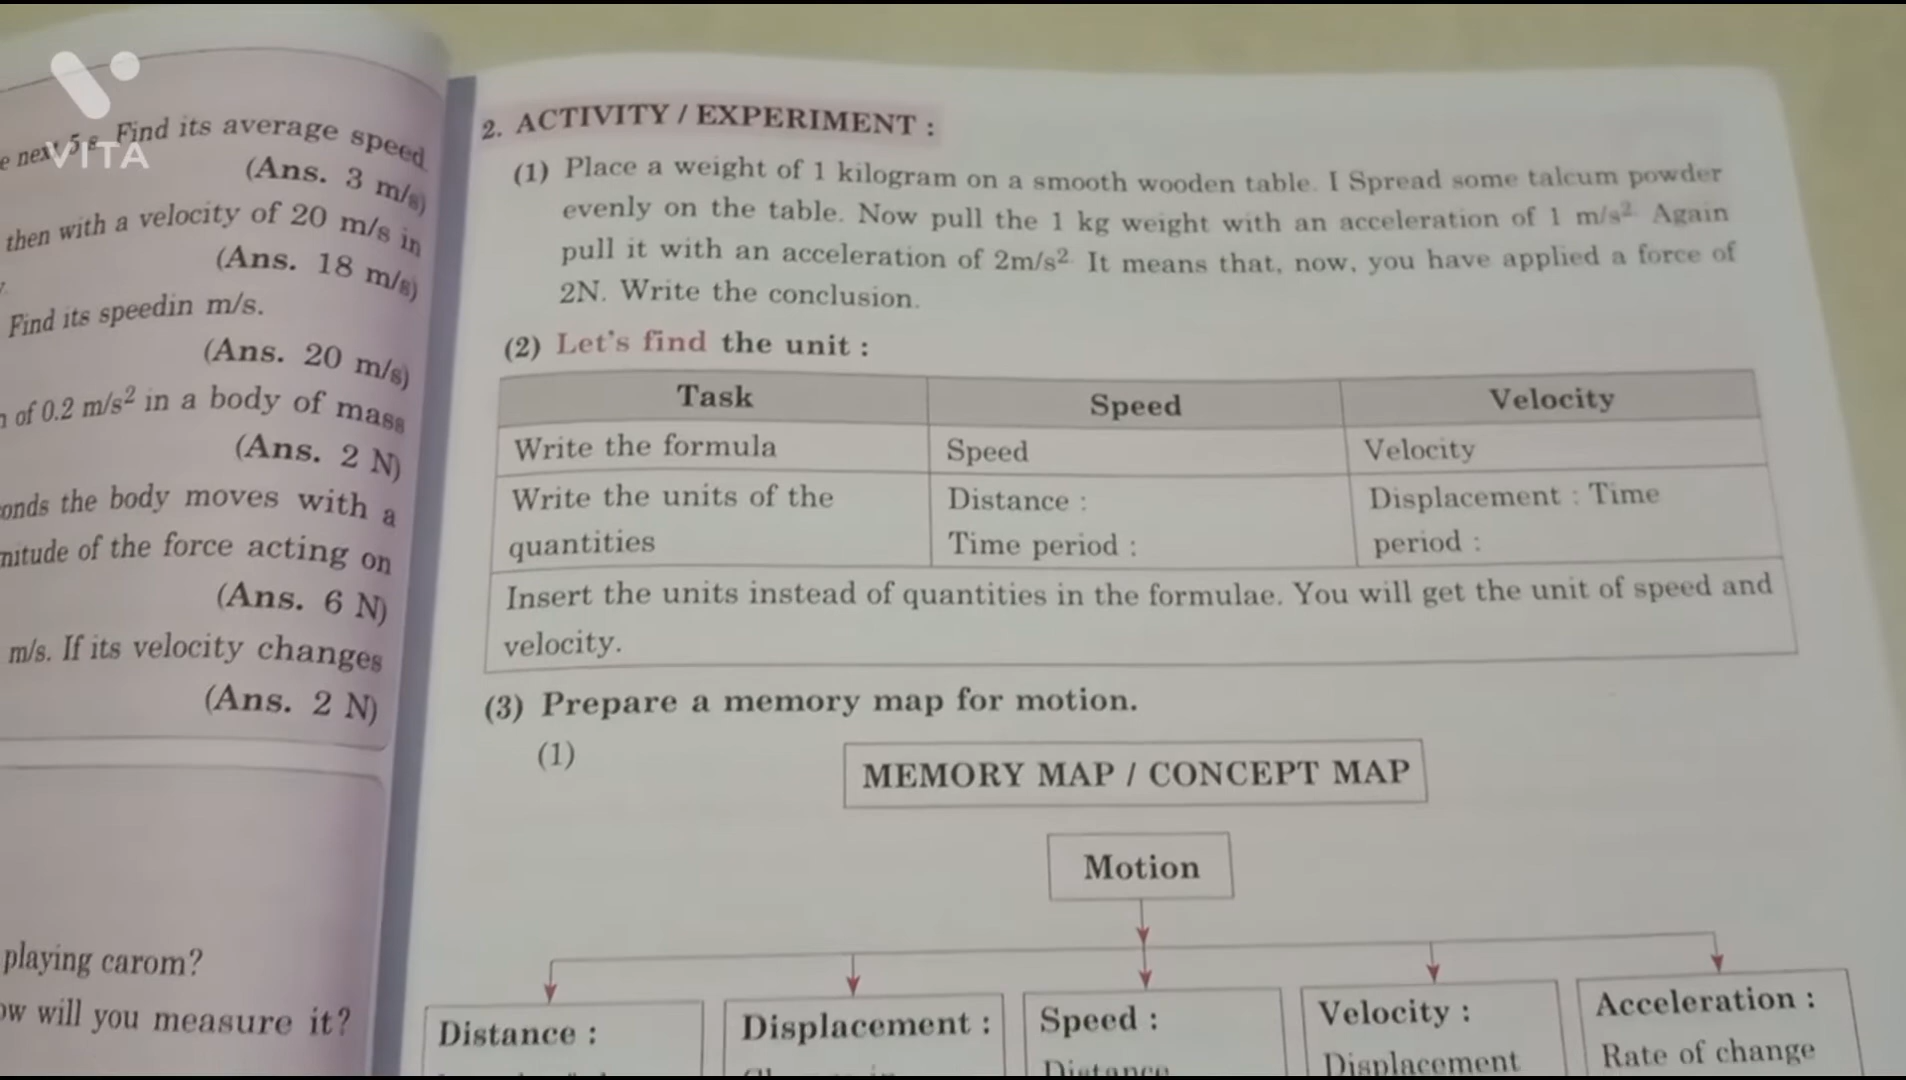 VITA
e next 5 s. Find its average speed
(Ans. 3 m/s)
then with a velocity of 20 m/s in
(Ans. 18 m/s)
Find its speedin m/s.
(Ans. 20 m/s)
of 0.2 m/s² in a body of mass
(Ans. 2 N)
onds the body moves with a
nitude of the force acting on
(Ans. 6 N)
m/s. If its velocity changes
(Ans. 2 N)
playing carom?
ow will you measure it?
2. ACTIVITY / EXPERIMENT :
(1) Place a weight of 1 kilogram on a smooth wooden table. I Spread some talcum powder
evenly on the table. Now pull the 1 kg weight with an acceleration of 1 m/s². Again
pull it with an acceleration of 2m/s². It means that, now, you have applied a force of
2N. Write the conclusion.
(2) Let's find the unit :
Task Speed Velocity
Write the formula Speed Velocity
Write the units of the Distance : Displacement : Time
quantities Time period : period :
Insert the units instead of quantities in the formulae. You will get the unit of speed and
velocity.
(3) Prepare a memory map for motion.
(1)
MEMORY MAP / CONCEPT MAP
Motion
Distance : Displacement : Speed : Velocity : Acceleration :
Distance Displacement Rate of change